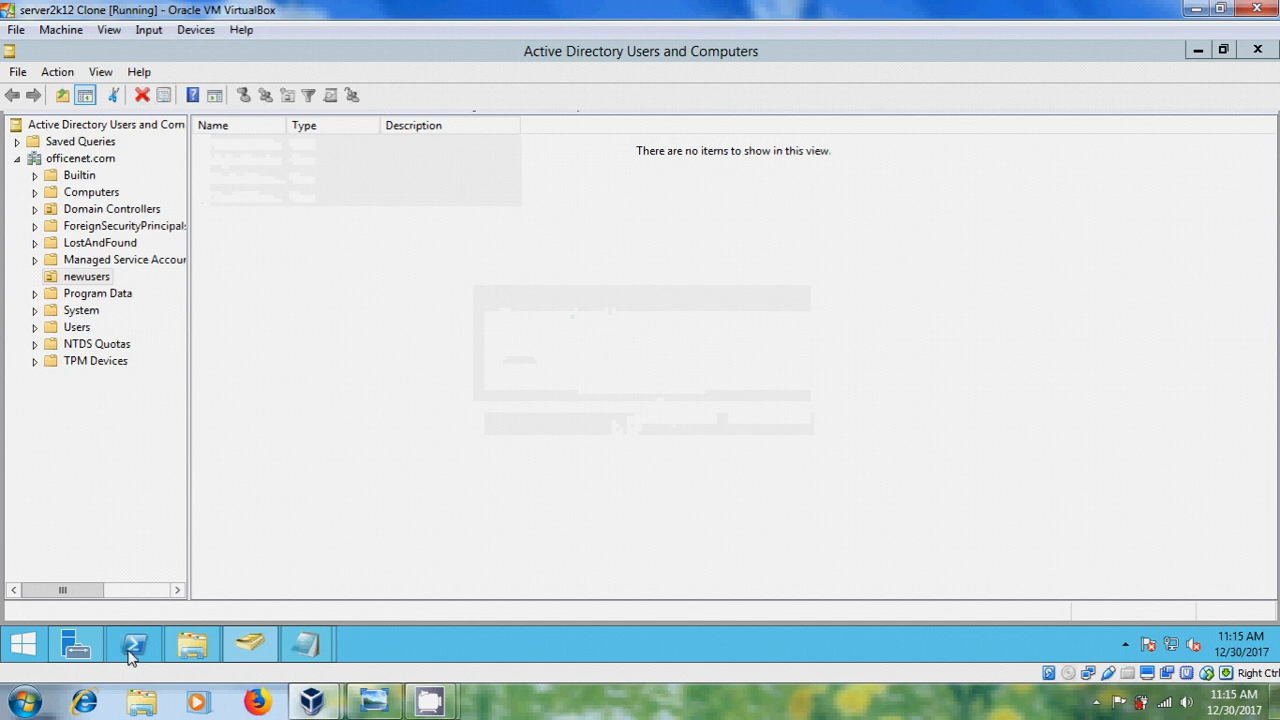 server2k12 Clone [Running] - Oracle VM VirtualBox
File Machine View Input Devices Help
Active Directory Users and Computers
File Action View Help
Active Directory Users and Com
Name Type Description
Saved Queries
There are no items to show in this view.
officenet.com
Builtin
Computers
Domain Controllers
ForeignSecurityPrincipals
LostAndFound
Managed Service Accour
newusers
Program Data
System
Users
NTDS Quotas
TPM Devices
11:15 AM
12/30/2017
Right Ctrl
11:15 AM
12/30/2017